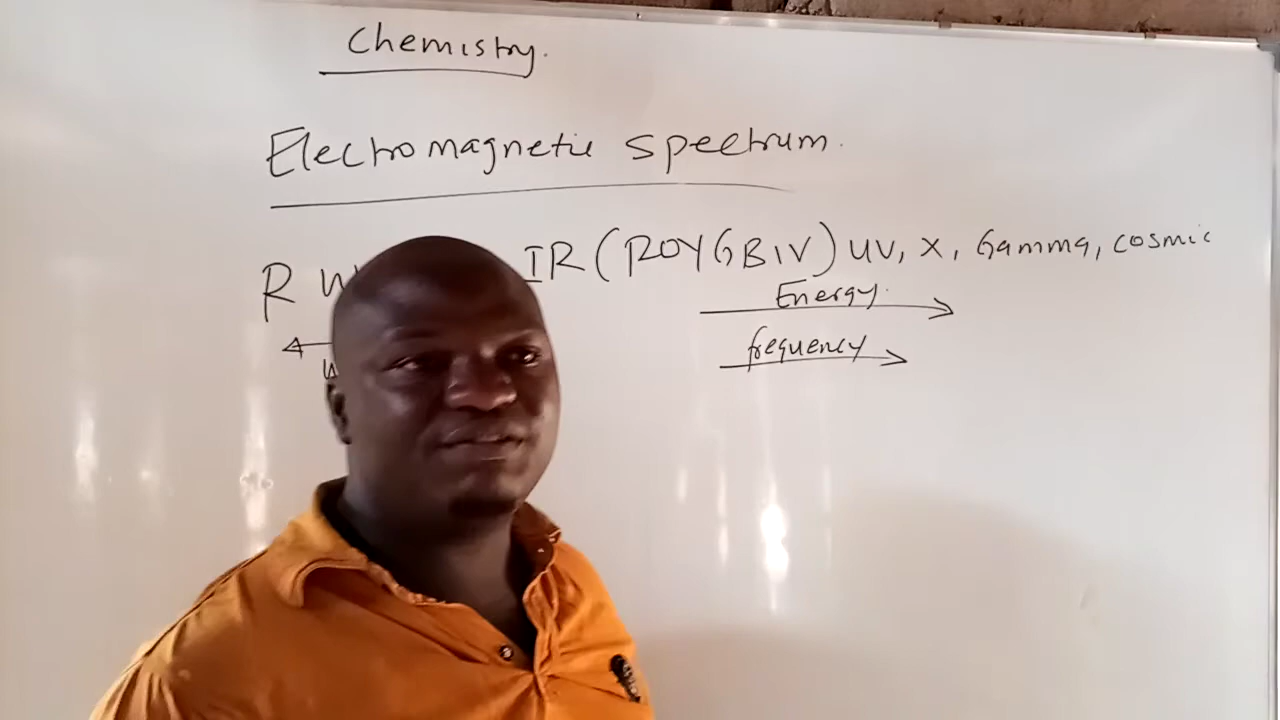 Chemistry.
Electromagnetic spectrum.
R IR (ROYGBIV) UV, X, Gamma, cosmic
Energy.
frequency